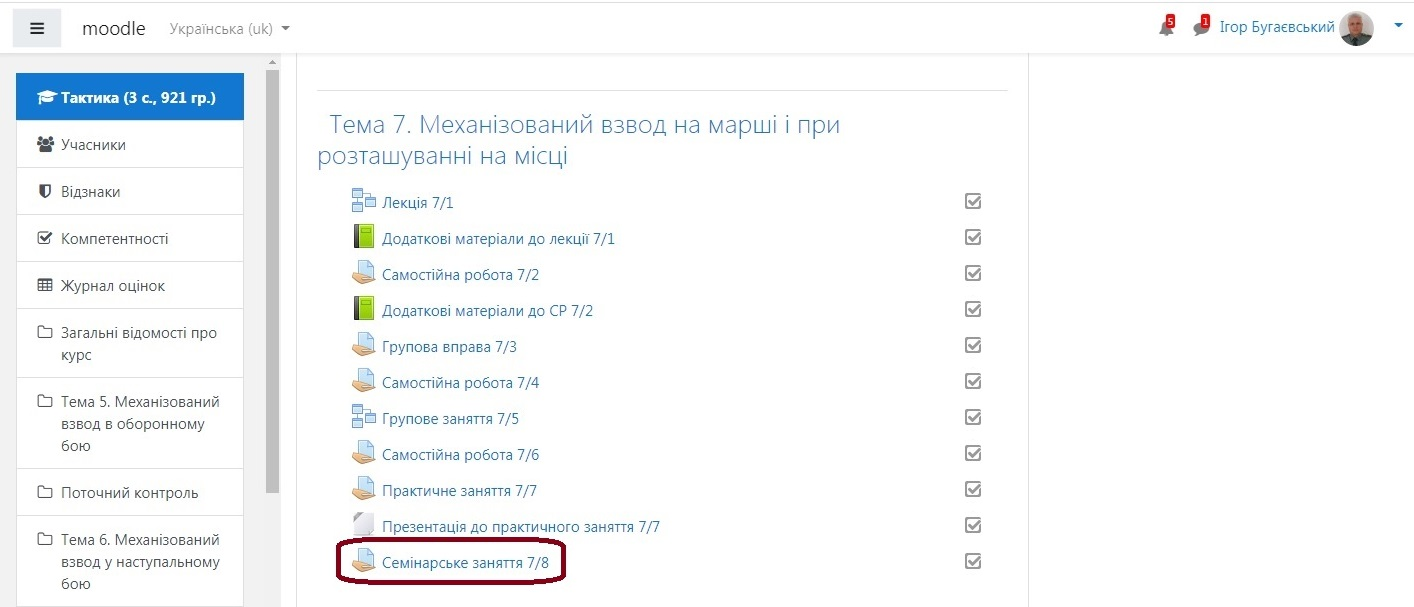 moodle Українська (uk) 5 1 Ігор Бугаєвський
Тактика (3 с., 921 гр.)
Учасники
Відзнаки
Компетентності
Журнал оцінок
Загальні відомості про
курс
Тема 5. Механізований
взвод в оборонному
бою
Поточний контроль
Тема 6. Механізований
взвод у наступальному
бою
Тема 7. Механізований взвод на марші і при
розташуванні на місці
Лекція 7/1
Додаткові матеріали до лекції 7/1
Самостійна робота 7/2
Додаткові матеріали до СР 7/2
Групова вправа 7/3
Самостійна робота 7/4
Групове заняття 7/5
Самостійна робота 7/6
Практичне заняття 7/7
Презентація до практичного заняття 7/7
Семінарське заняття 7/8